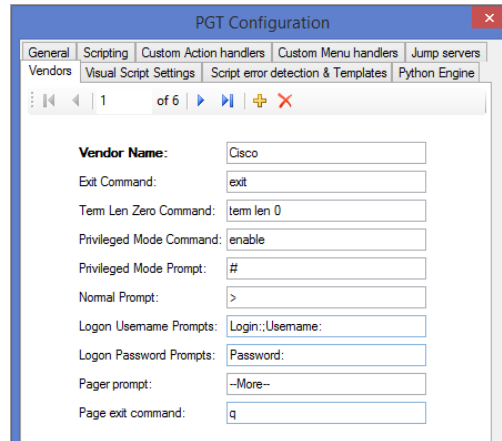 PGT Configuration
General Scripting Custom Action handlers Custom Menu handlers Jump servers
Vendors Visual Script Settings Script error detection & Templates Python Engine
1 of 6
Vendor Name: Cisco
Exit Command: exit
Term Len Zero Command: term len 0
Privileged Mode Command: enable
Privileged Mode Prompt: #
Normal Prompt: >
Logon Username Prompts: Login:;Username:
Logon Password Prompts: Password:
Pager prompt: --More--
Page exit command: q